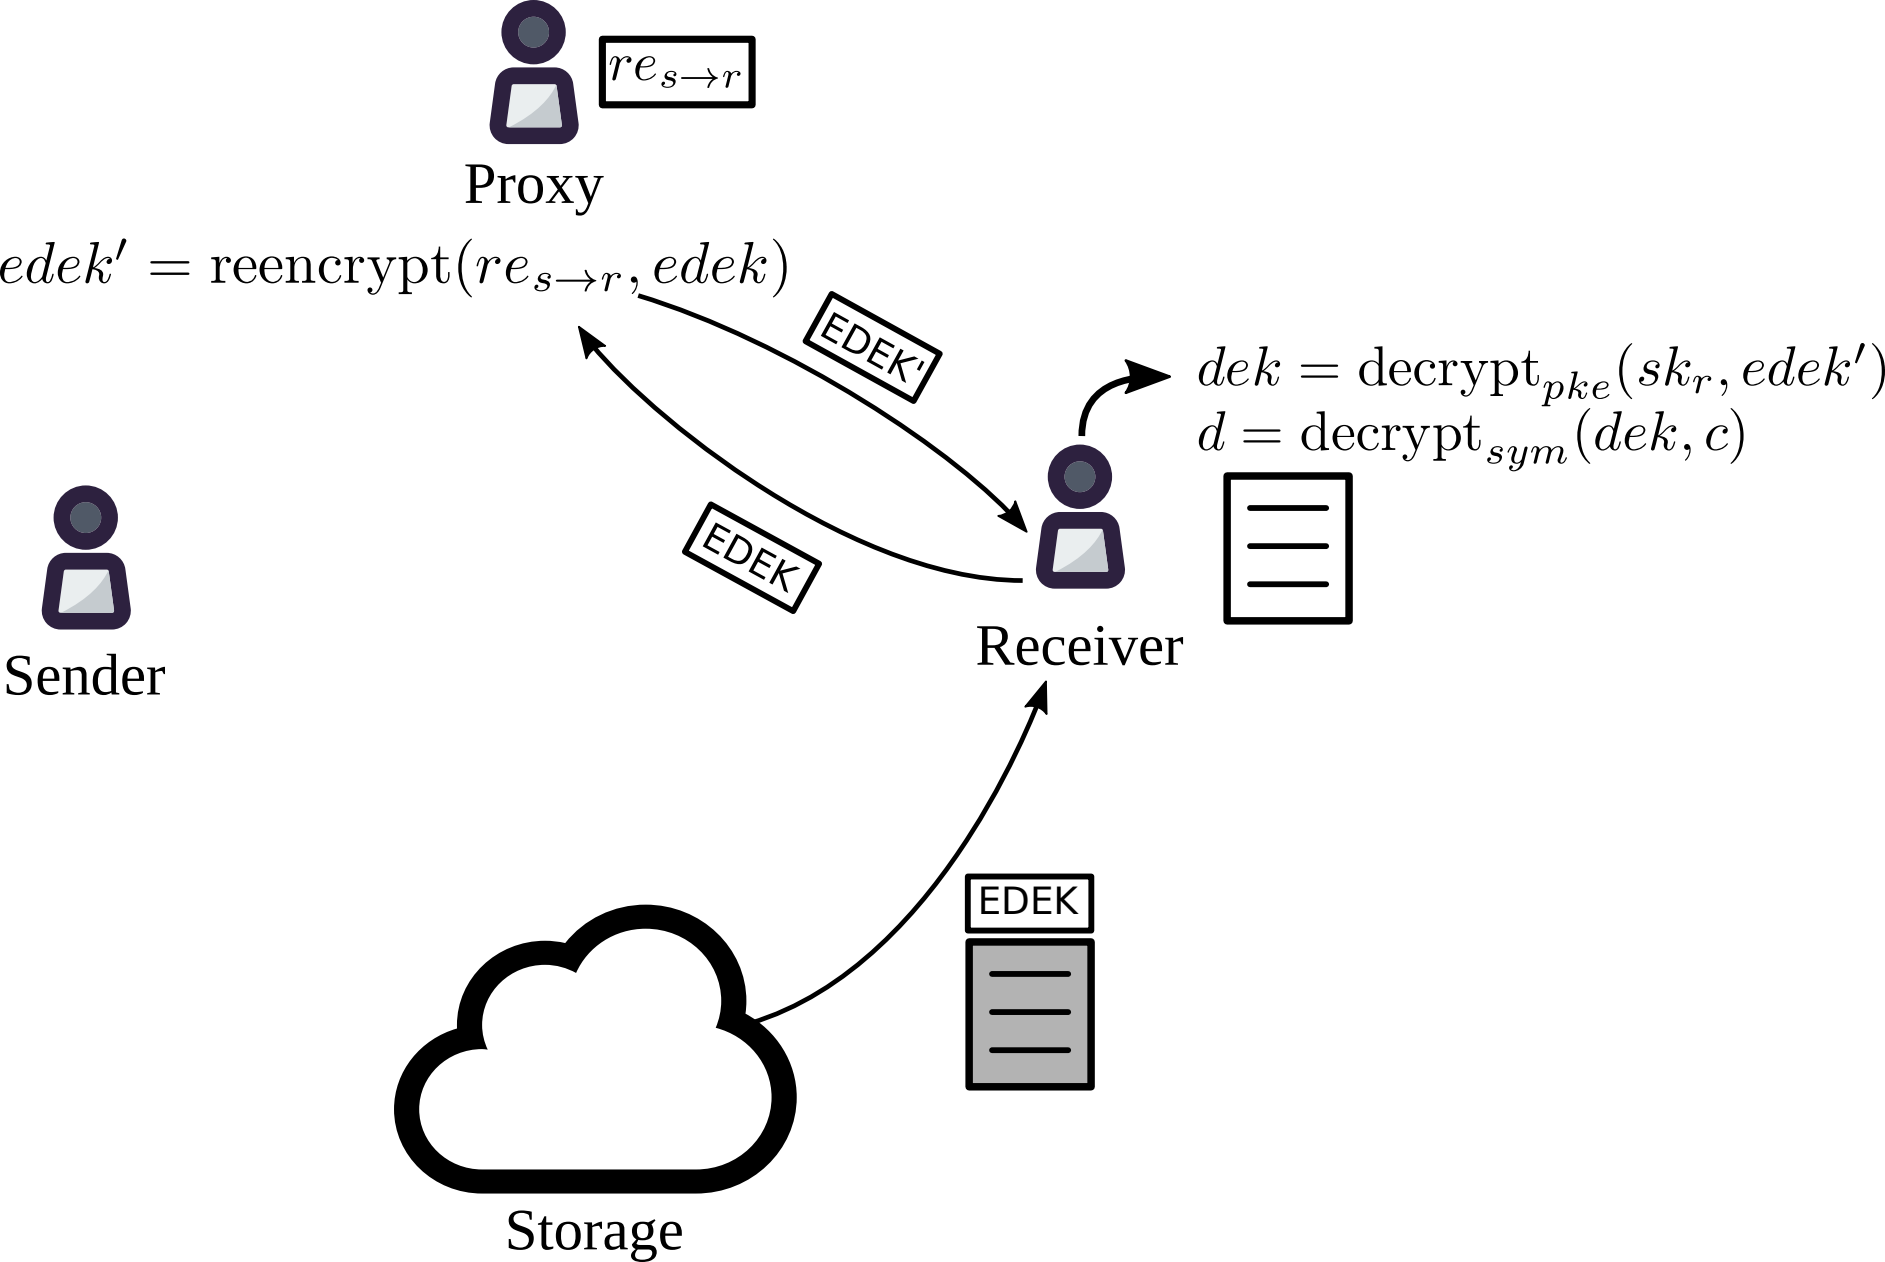 re_{s→r}
Proxy
edek′ = reencrypt(re_{s→r}, edek)
EDEK'
dek = decrypt_{pke}(sk_r, edek′)
d = decrypt_{sym}(dek, c)
EDEK
Receiver
Sender
EDEK
Storage